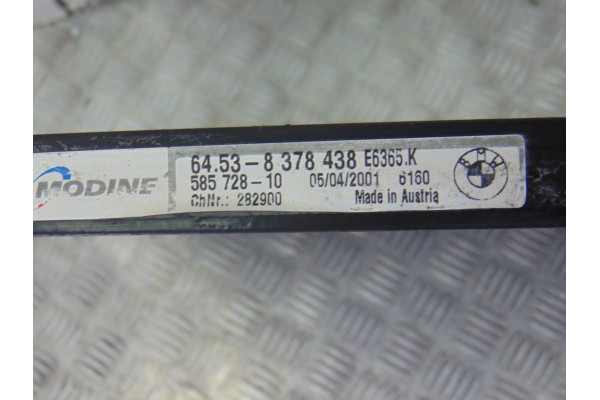 MODINE
64.53-8 378 438 E6365.K
585 728-10 05/04/2001 6160
ChNr.: 282900 Made in Austria
BMW